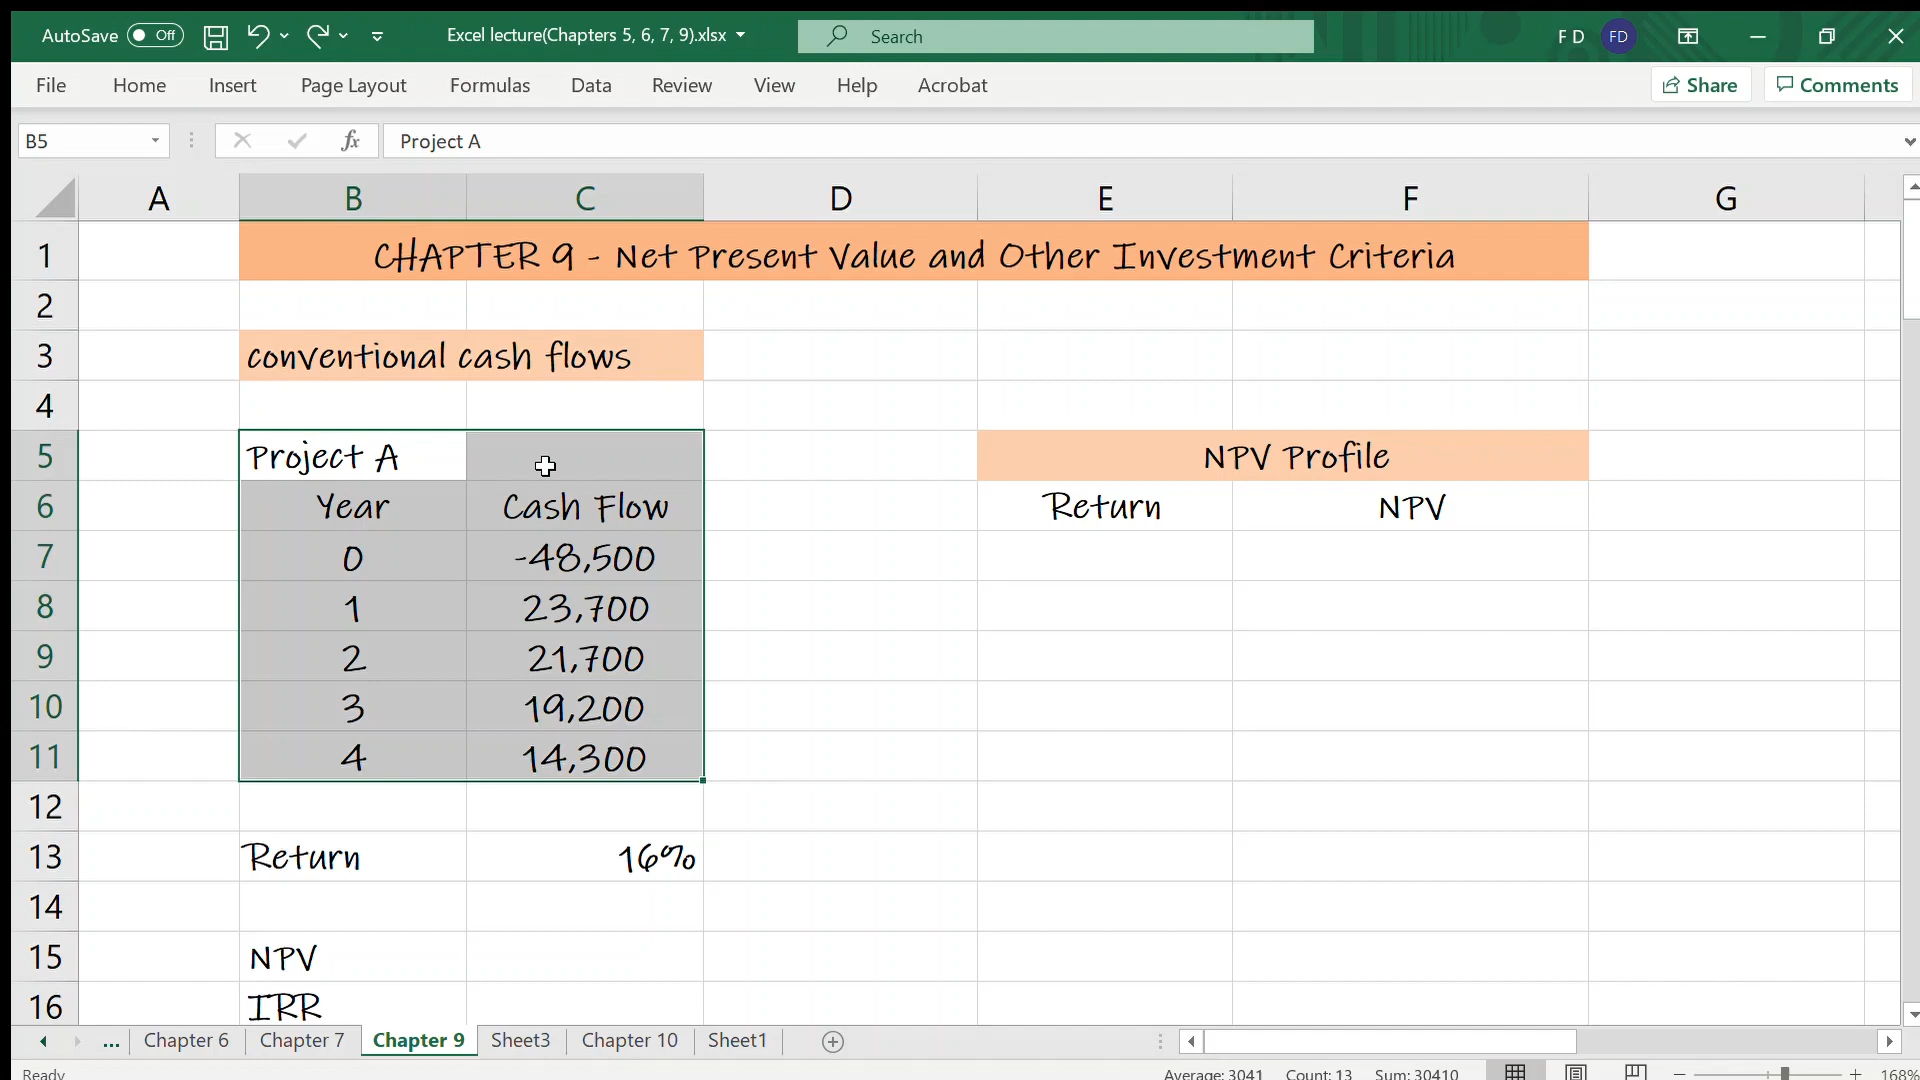 AutoSave Off Excel lecture(Chapters 5, 6, 7, 9).xlsx Search F D FD
File Home Insert Page Layout Formulas Data Review View Help Acrobat Share Comments
B5 fx Project A
A B C D E F G
1 CHAPTER 9 - Net Present Value and Other Investment Criteria
2
3 conventional cash flows
4
5 Project A NPV Profile
6 Year Cash Flow Return NPV
7 0 -48,500
8 1 23,700
9 2 21,700
10 3 19,200
11 4 14,300
12
13 Return 16%
14
15 NPV
16 IRR
... Chapter 6 Chapter 7 Chapter 9 Sheet3 Chapter 10 Sheet1
Ready Average: 3041 Count: 13 Sum: 30410 168%